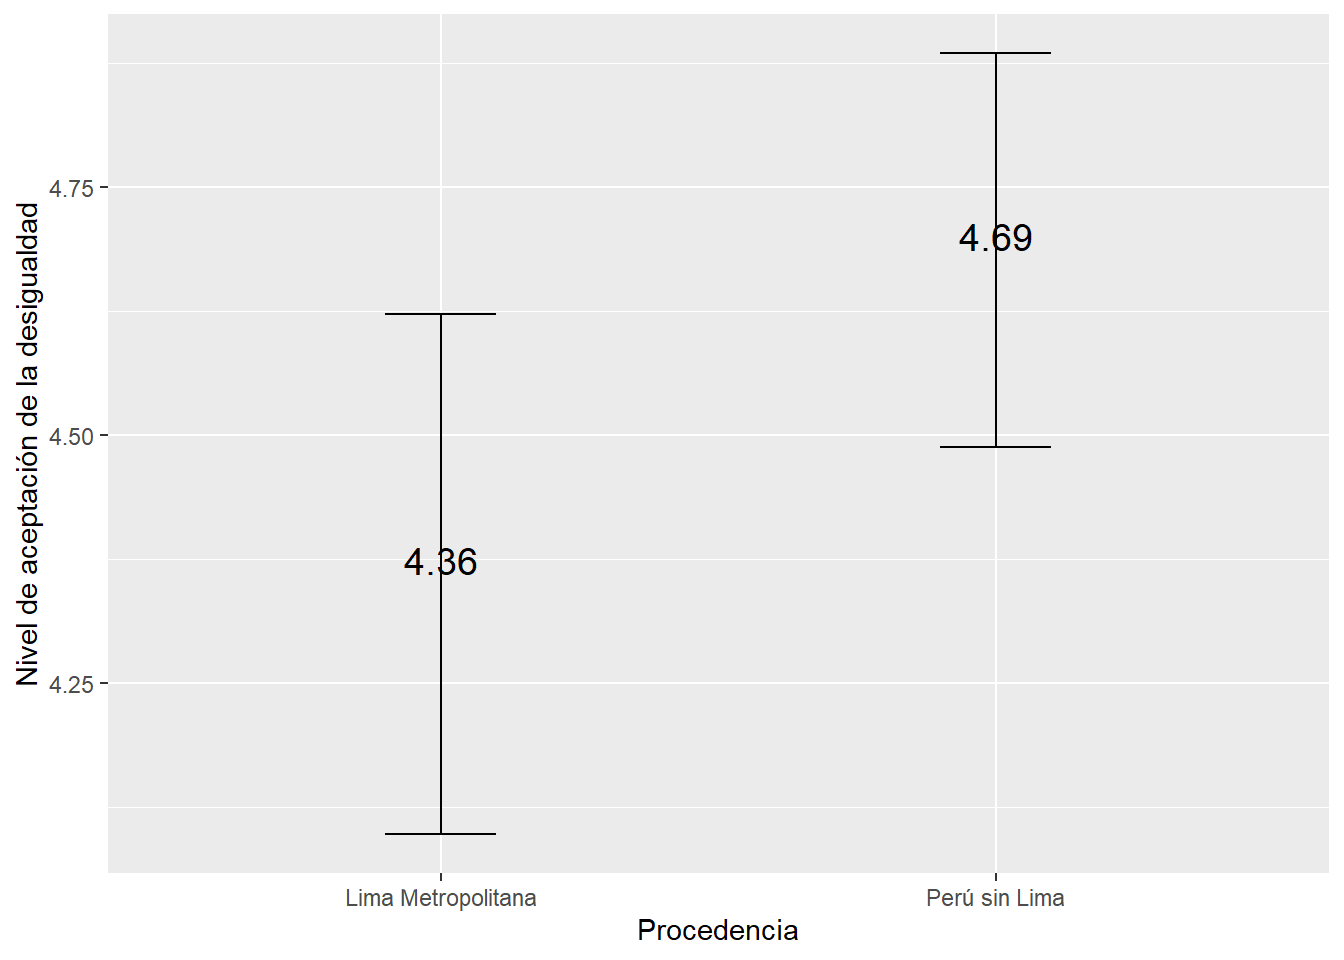 Nivel de aceptación de la desigualdad
4.75
4.50
4.25
4.69
4.36
Lima Metropolitana
Perú sin Lima
Procedencia